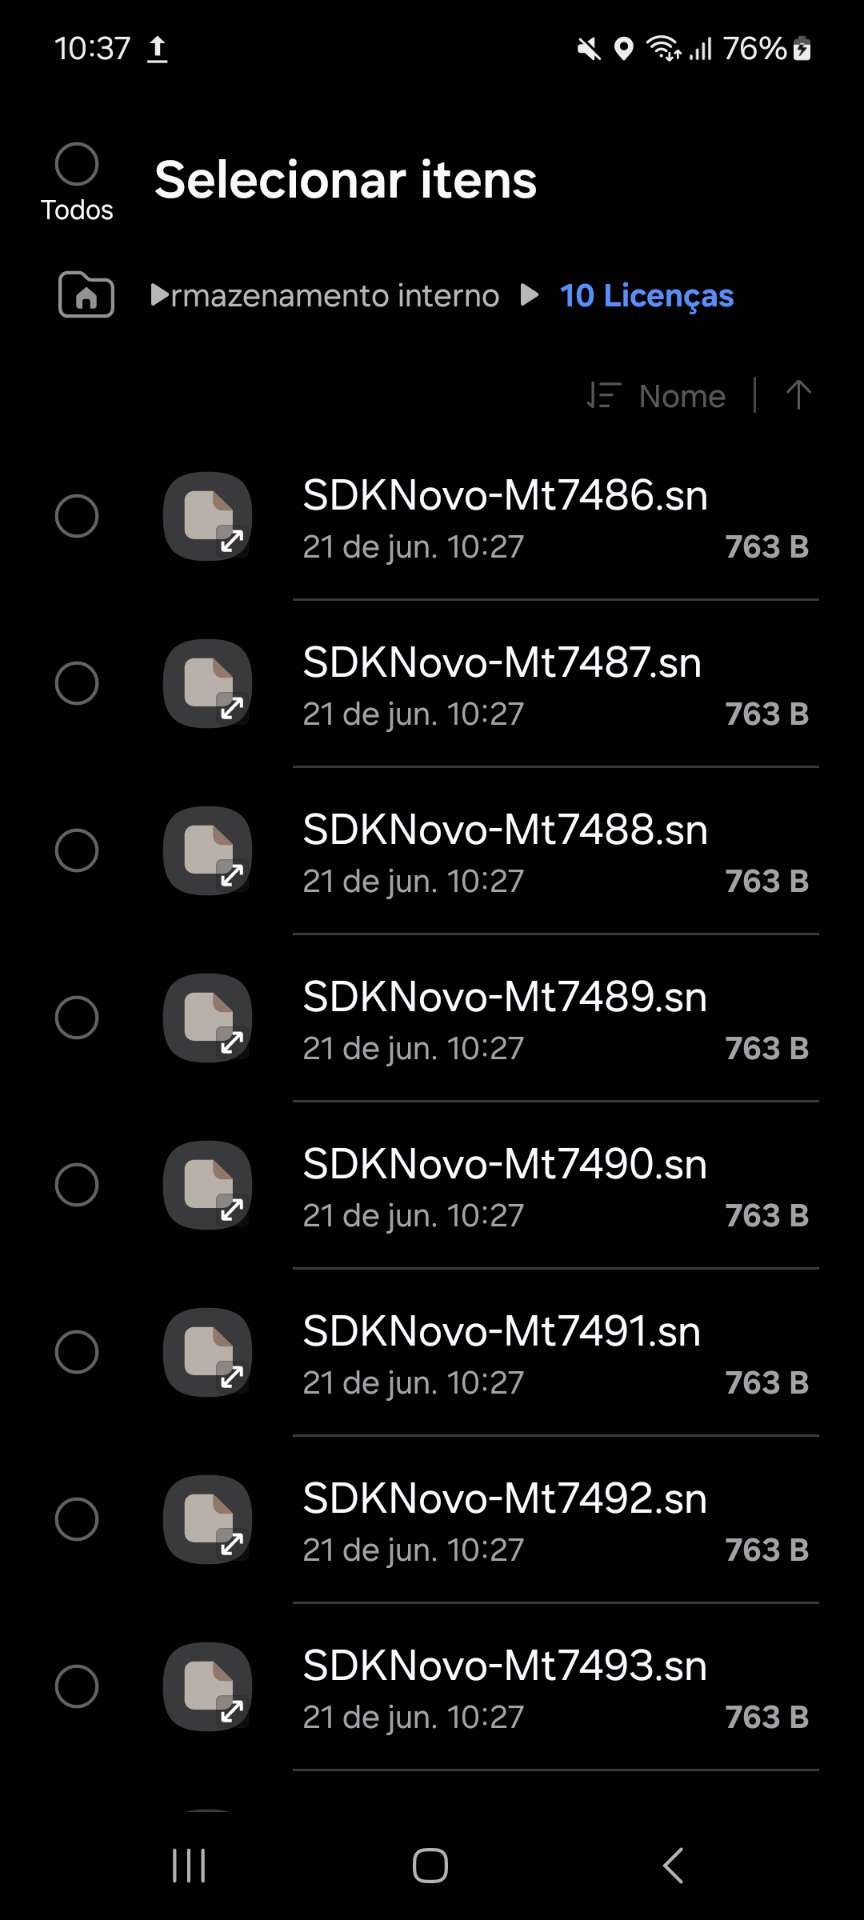 10:37
76%
Todos
Selecionar itens
rmazenamento interno
10 Licenças
Nome
SDKNovo-Mt7486.sn
21 de jun. 10:27
763 B
SDKNovo-Mt7487.sn
21 de jun. 10:27
763 B
SDKNovo-Mt7488.sn
21 de jun. 10:27
763 B
SDKNovo-Mt7489.sn
21 de jun. 10:27
763 B
SDKNovo-Mt7490.sn
21 de jun. 10:27
763 B
SDKNovo-Mt7491.sn
21 de jun. 10:27
763 B
SDKNovo-Mt7492.sn
21 de jun. 10:27
763 B
SDKNovo-Mt7493.sn
21 de jun. 10:27
763 B